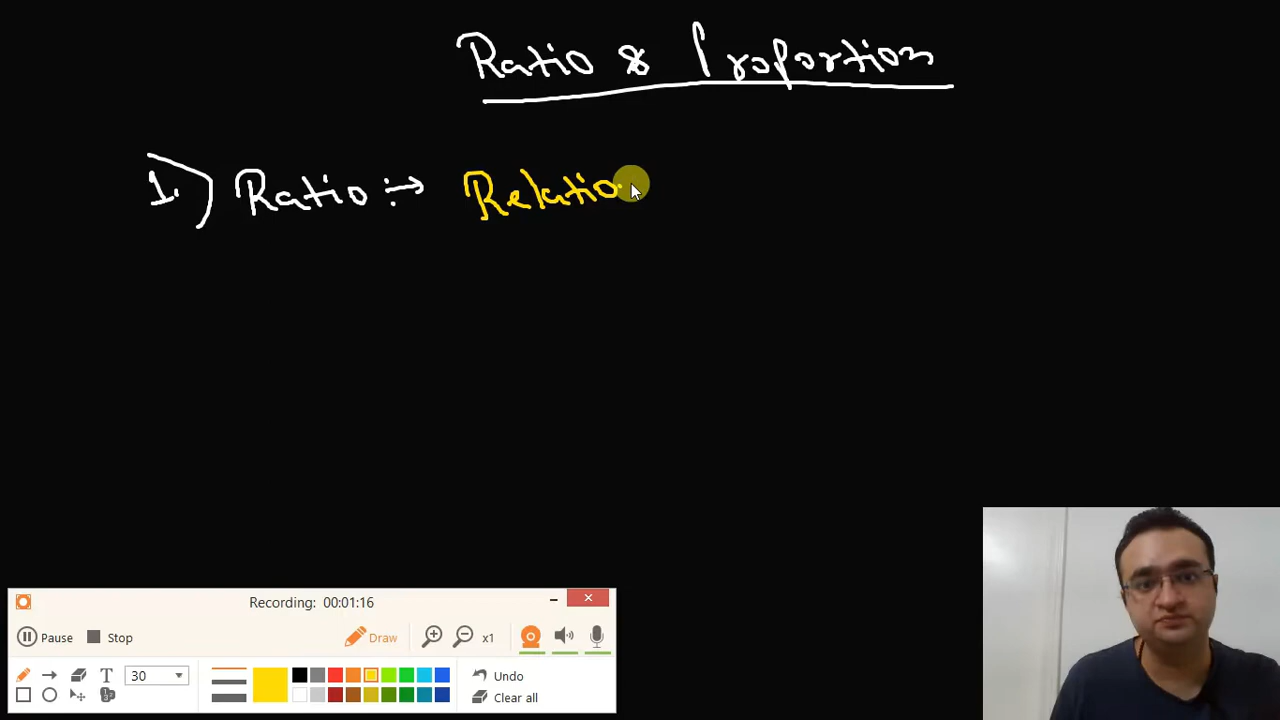 Ratio & Proportion
1.) Ratio :→ Relatio
Recording: 00:01:16
Pause Stop Draw x1
T 30 Undo
Clear all